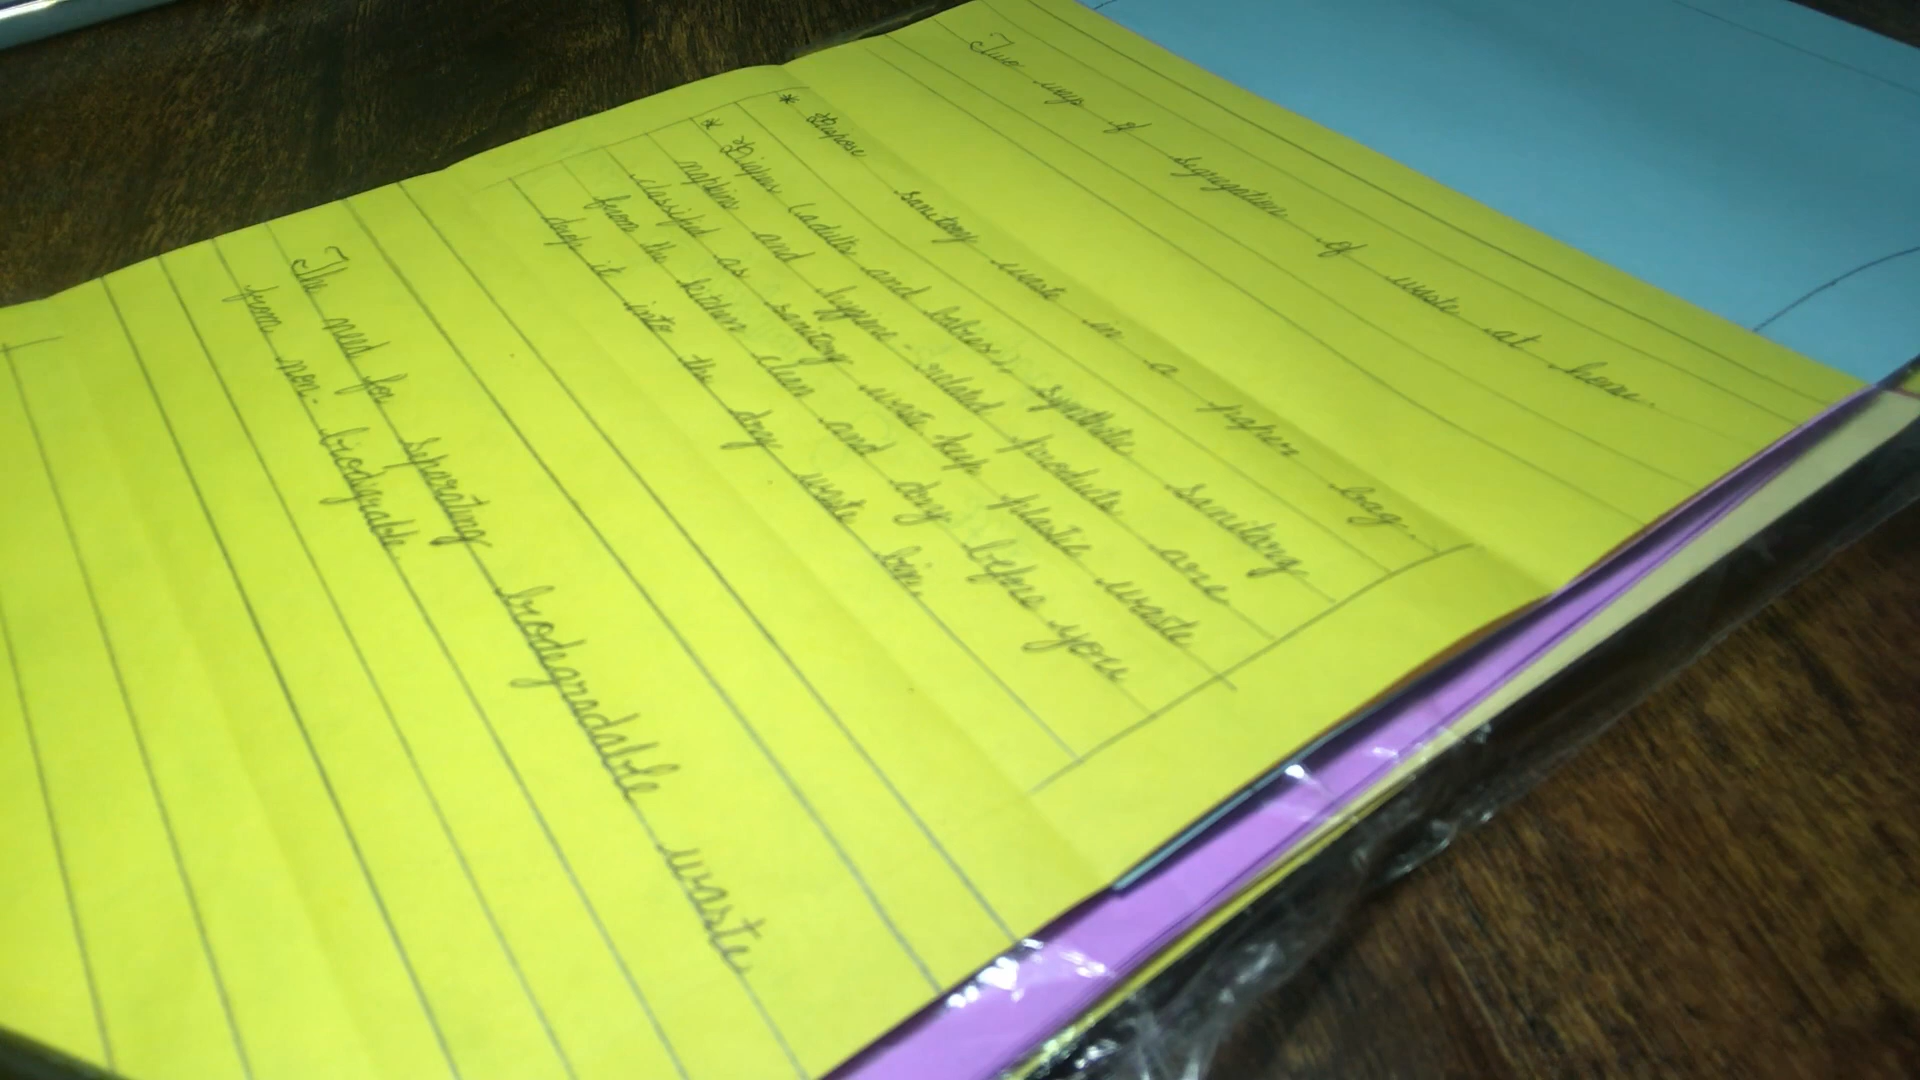 Two ways of segregation of waste at home.
* Dispose sanitary waste in a paper bag.
* Diapers (adults and babies), synthetic sanitary
napkins and hygiene-related products are
classified as sanitary waste keep plastic waste
from the kitchen clean and dry before you
drop it into the dry waste bin.
The need for separating biodegradable waste
from non-biodegrable